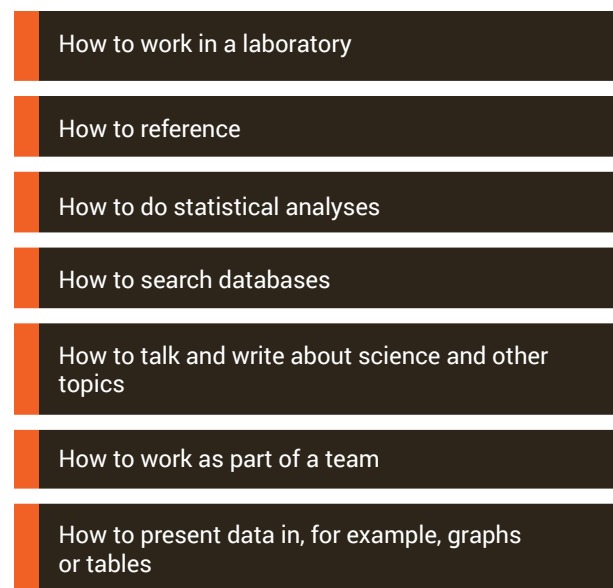 How to work in a laboratory
How to reference
How to do statistical analyses
How to search databases
How to talk and write about science and other
topics
How to work as part of a team
How to present data in, for example, graphs
or tables